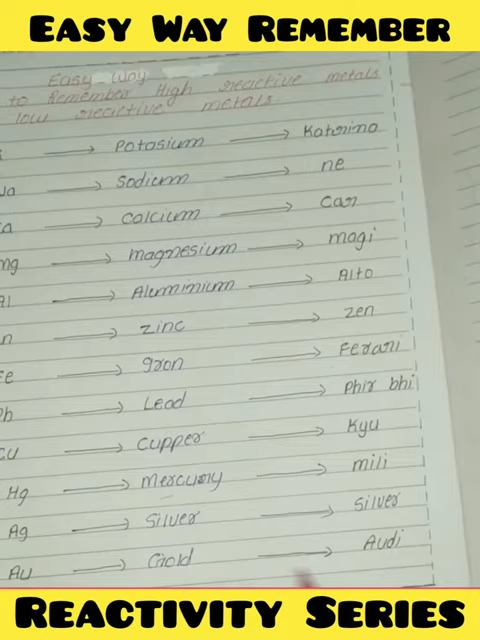 EASY WAY REMEMBER
Easy way
to Remember High reactive metals
low reactive metals
→ Potasium → Katrina
Na → Sodium → ne
Ca → Calcium → Car
mg → magnesium → magi
Al → Aluminium → Alto
Zn → zinc → zen
Fe → Iron → Ferari
Pb → Lead → Phir bhi
Cu → Cupper → Kyu
Hg → Mercury → mili
Ag → Silver → Silver
Au → Gold → Audi
REACTIVITY SERIES